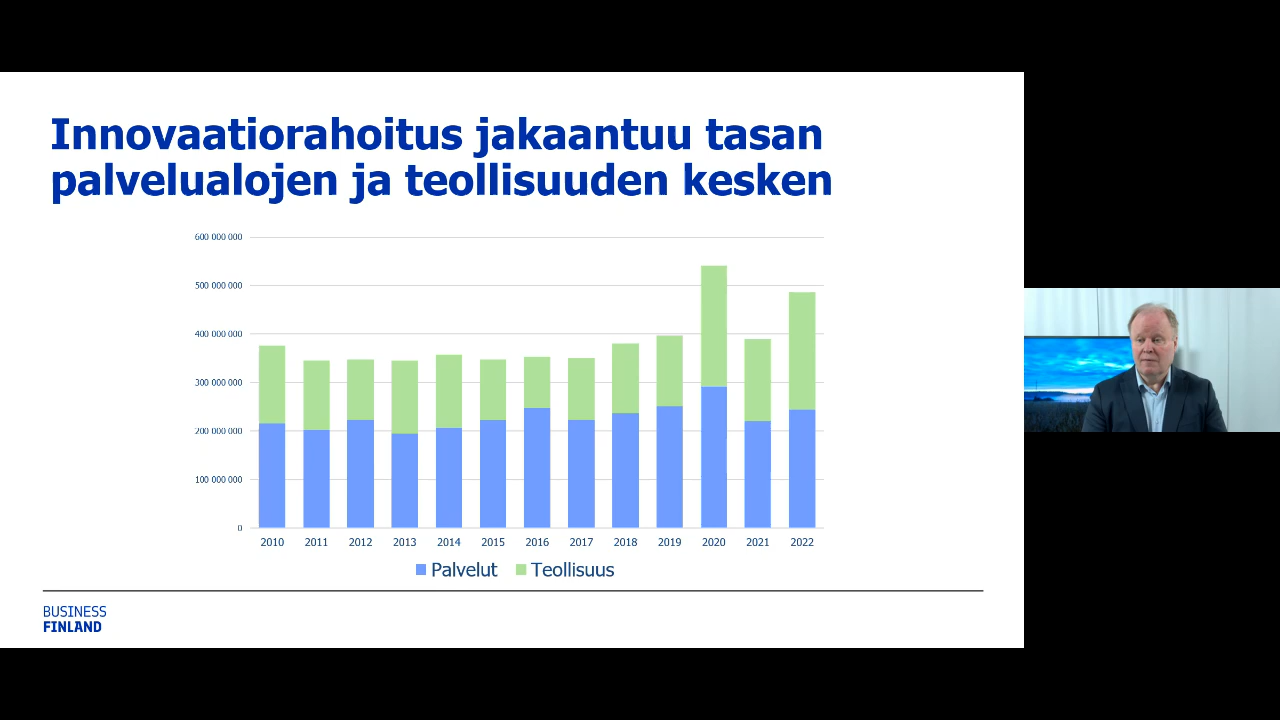 Innovaatiorahoitus jakaantuu tasan
palvelualojen ja teollisuuden kesken
600 000 000
500 000 000
400 000 000
300 000 000
200 000 000
100 000 000
0
2010 2011 2012 2013 2014 2015 2016 2017 2018 2019 2020 2021 2022
Palvelut Teollisuus
BUSINESS
FINLAND